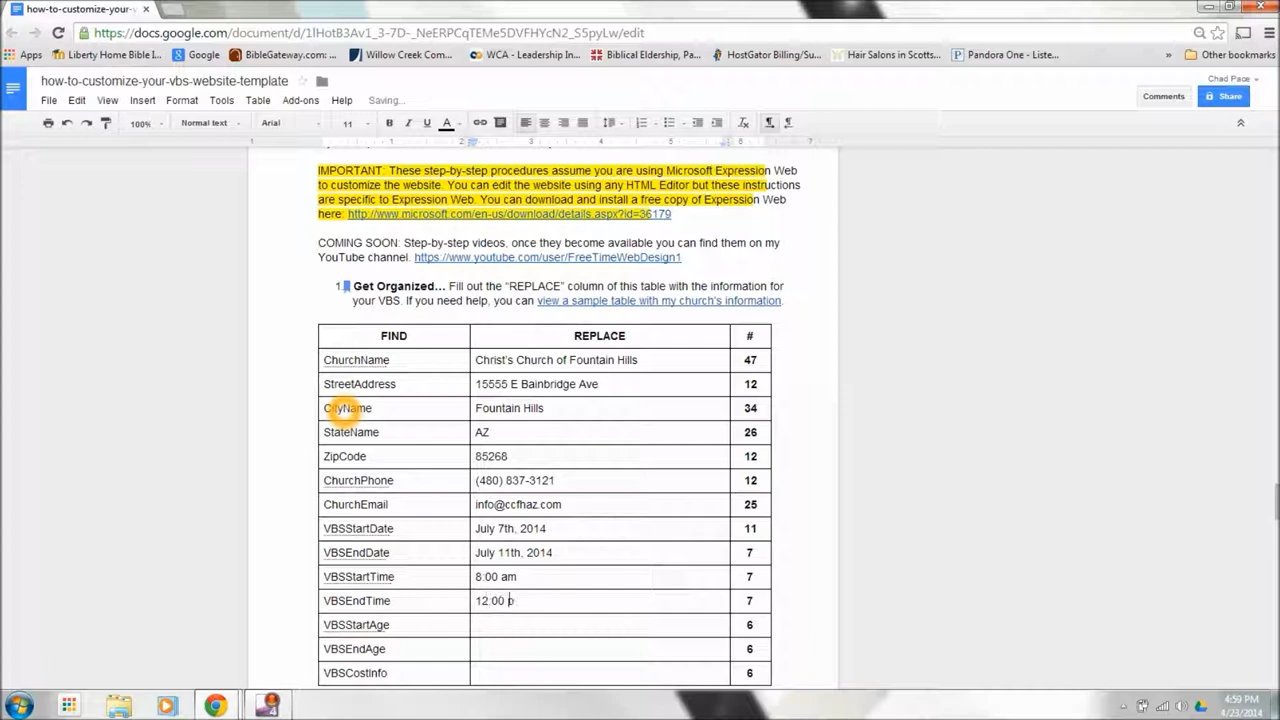 how-to-customize-your-v
https://docs.google.com/document/d/1lHotB3Av1_3-7D-_NeERPCqTEMe5DVFHYcN2_S5pyLw/edit
Apps Liberty Home Bible I... Google BibleGateway.com: ... Willow Creek Com... WCA - Leadership In... Biblical Eldership, Pa... HostGator Billing/Su... Hair Salons in Scotts... Pandora One - Liste... » Other bookmarks
how-to-customize-your-vbs-website-template
Chad Pace
File Edit View Insert Format Tools Table Add-ons Help Saving...
Comments Share
100% Normal text Arial 11 B I U A
1 1 2 3 4 5 6 7
IMPORTANT: These step-by-step procedures assume you are using Microsoft Expression Web
to customize the website. You can edit the website using any HTML Editor but these instructions
are specific to Expression Web. You can download and install a free copy of Experssion Web
here: http://www.microsoft.com/en-us/download/details.aspx?id=36179
COMING SOON: Step-by-step videos, once they become available you can find them on my
YouTube channel. https://www.youtube.com/user/FreeTimeWebDesign1
1. Get Organized… Fill out the “REPLACE” column of this table with the information for
your VBS. If you need help, you can view a sample table with my church’s information.
FIND REPLACE #
ChurchName Christ’s Church of Fountain Hills 47
StreetAddress 15555 E Bainbridge Ave 12
CityName Fountain Hills 34
StateName AZ 26
ZipCode 85268 12
ChurchPhone (480) 837-3121 12
ChurchEmail info@ccfhaz.com 25
VBSStartDate July 7th, 2014 11
VBSEndDate July 11th, 2014 7
VBSStartTime 8:00 am 7
VBSEndTime 12:00 p 7
VBSStartAge 6
VBSEndAge 6
VBSCostInfo 6
4:59 PM
4/23/2014